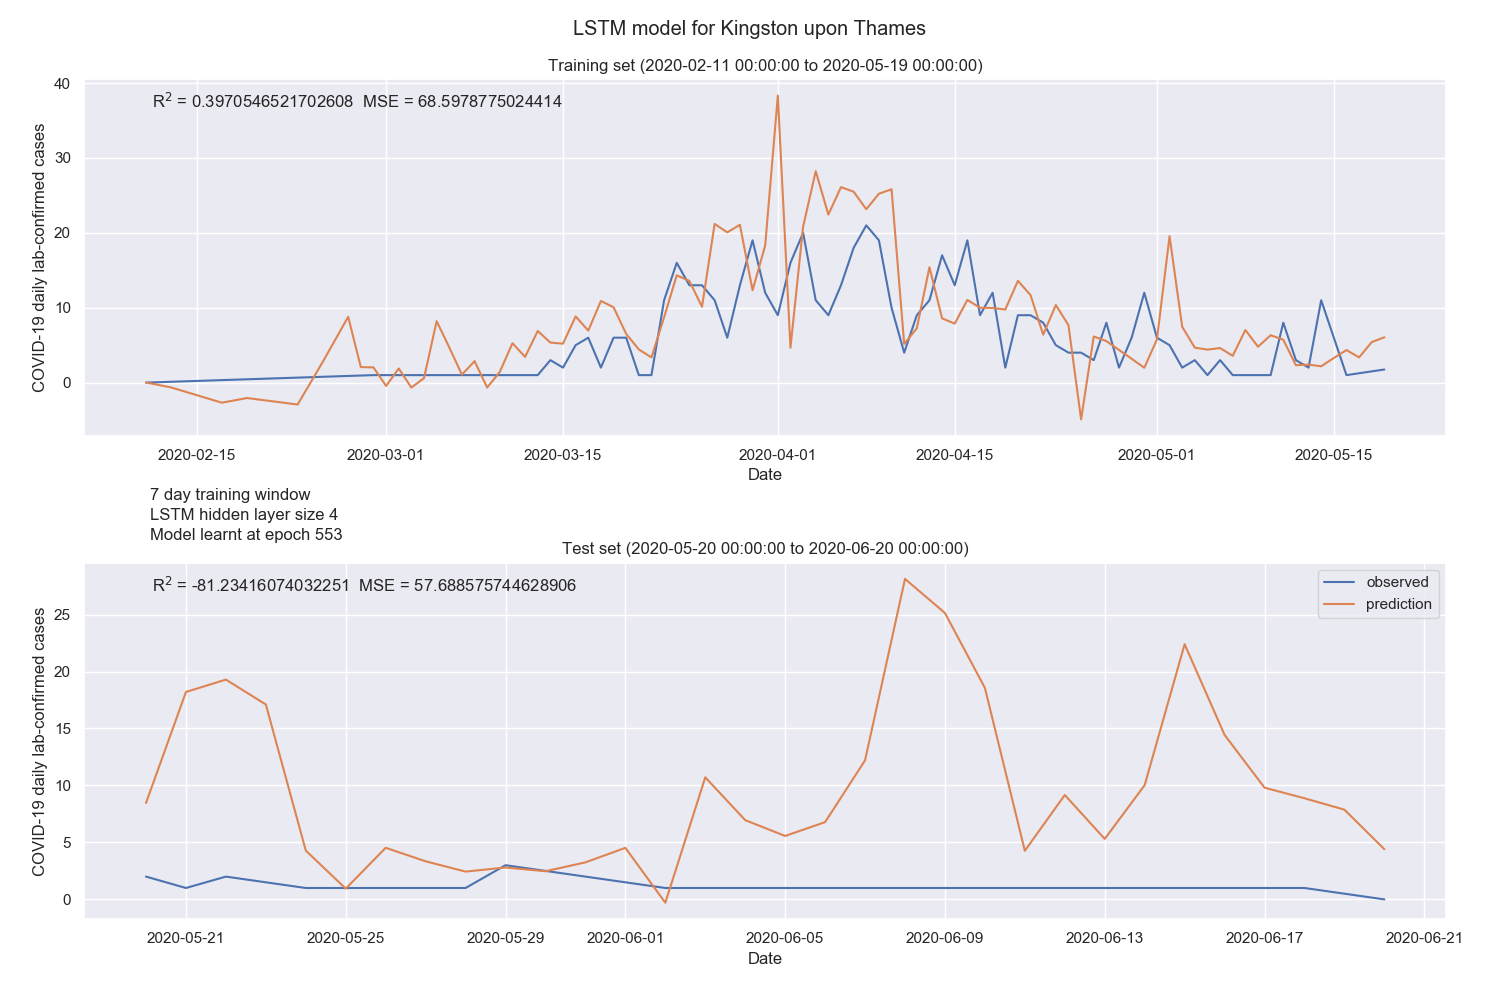 LSTM model for Kingston upon Thames
Training set (2020-02-11 00:00:00 to 2020-05-19 00:00:00)
R² = 0.3970546521702608 MSE = 68.5978775024414
COVID-19 daily lab-confirmed cases
40
30
20
10
0
2020-02-15 2020-03-01 2020-03-15 2020-04-01 2020-04-15 2020-05-01 2020-05-15
Date
7 day training window
LSTM hidden layer size 4
Model learnt at epoch 553
Test set (2020-05-20 00:00:00 to 2020-06-20 00:00:00)
R² = -81.23416074032251 MSE = 57.688575744628906
observed
prediction
COVID-19 daily lab-confirmed cases
25
20
15
10
5
0
2020-05-21 2020-05-25 2020-05-29 2020-06-01 2020-06-05 2020-06-09 2020-06-13 2020-06-17 2020-06-21
Date